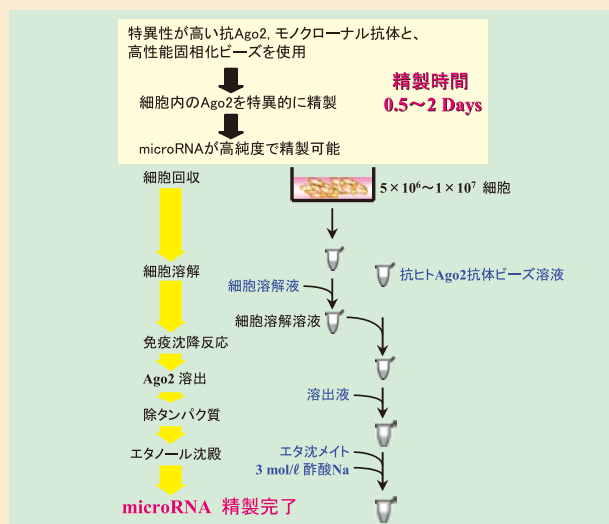 特異性が高い抗Ago2, モノクローナル抗体と、
高性能固相化ビーズを使用
細胞内のAgo2を特異的に精製
microRNAが高純度で精製可能
精製時間
0.5～2 Days
細胞回収
5×10⁶～1×10⁷ 細胞
抗ヒトAgo2抗体ビーズ溶液
細胞溶解
細胞溶解液
細胞溶解溶液
免疫沈降反応
Ago2 溶出
溶出液
除タンパク質
エタノール沈殿
エタ沈メイト
3 mol/ℓ 酢酸Na
microRNA 精製完了